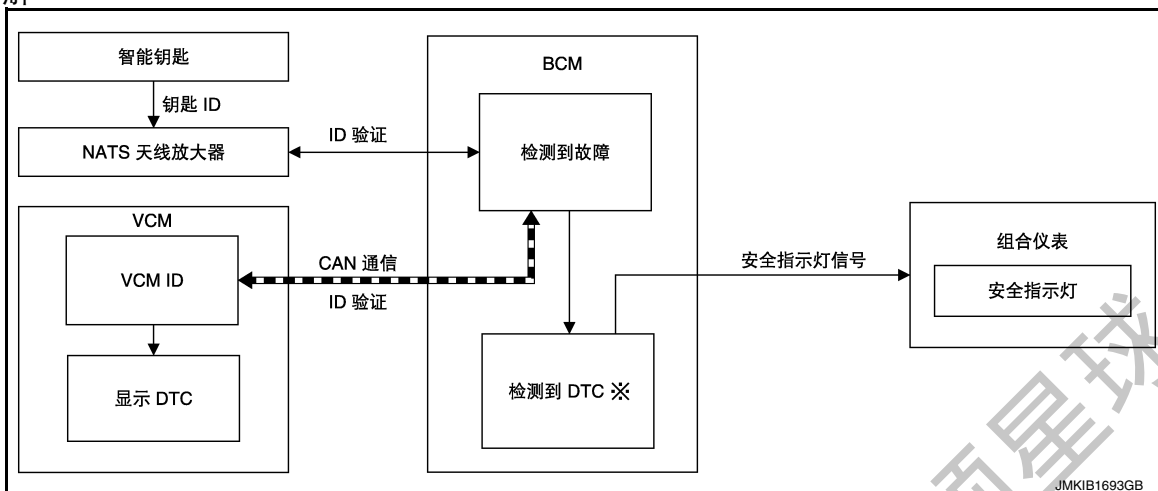 智能钥匙
钥匙 ID
NATS 天线放大器
ID 验证
BCM
检测到故障
VCM
VCM ID
CAN 通信
ID 验证
显示 DTC
检测到 DTC ※
安全指示灯信号
组合仪表
安全指示灯
JMKIB1693GB
星球